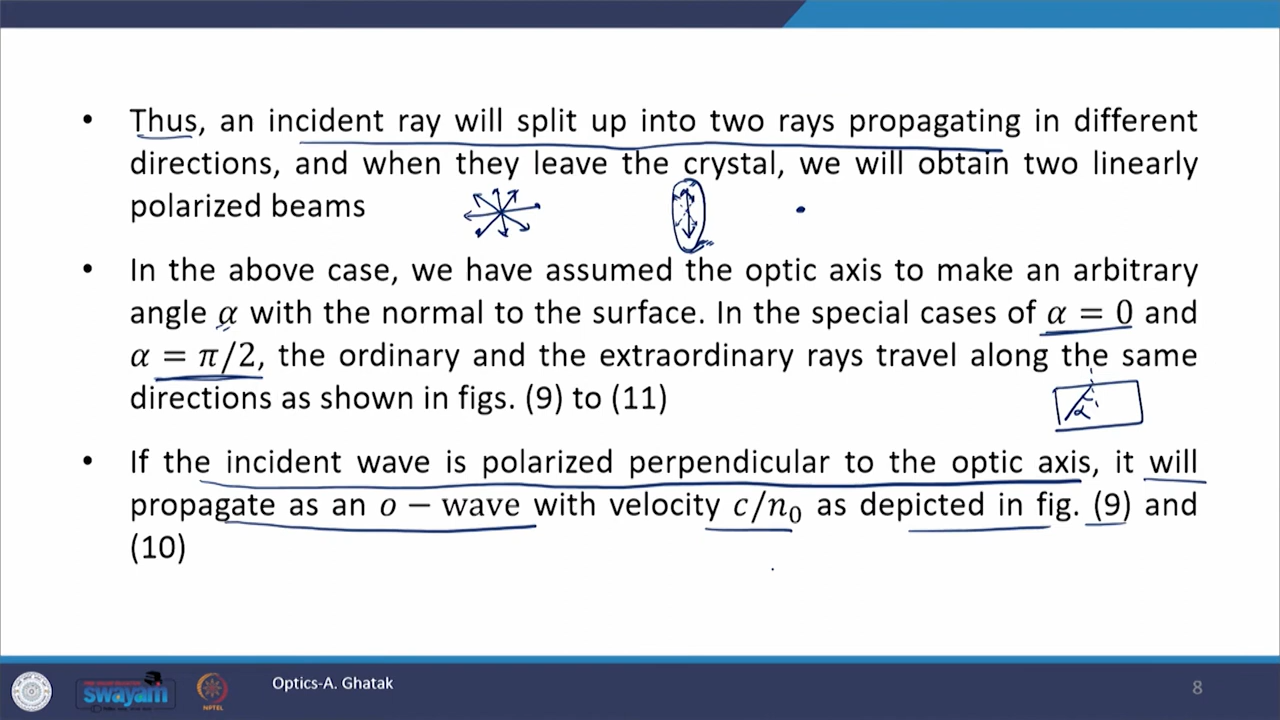 • Thus, an incident ray will split up into two rays propagating in different
directions, and when they leave the crystal, we will obtain two linearly
polarized beams
• In the above case, we have assumed the optic axis to make an arbitrary
angle α with the normal to the surface. In the special cases of α = 0 and
α = π/2, the ordinary and the extraordinary rays travel along the same
directions as shown in figs. (9) to (11)
α
• If the incident wave is polarized perpendicular to the optic axis, it will
propagate as an o − wave with velocity c/n₀ as depicted in fig. (9) and
(10)
swayam
NPTEL
Optics-A. Ghatak
8